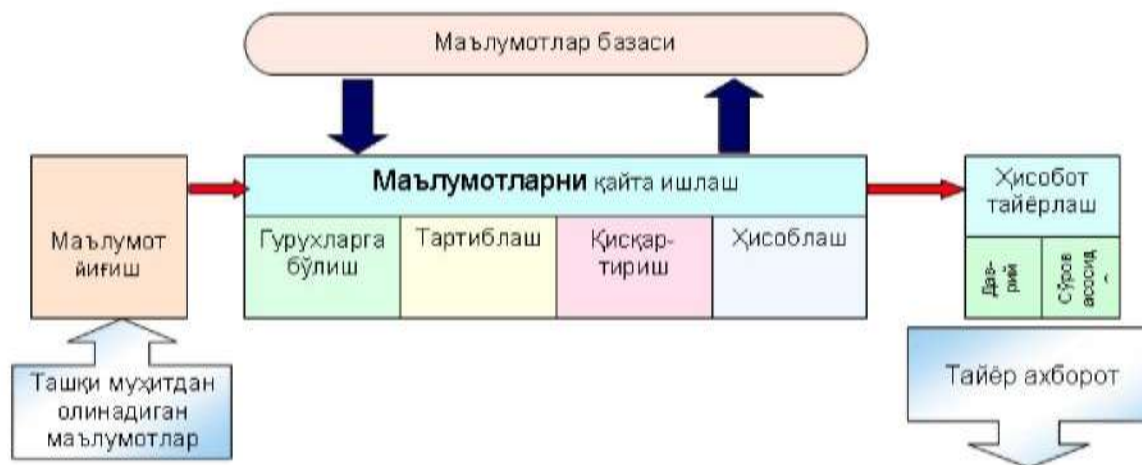 Маълумотлар базаси
Маълумот
йиғиш
Маълумотларни қайта ишлаш
Гурухларга
бўлиш
Тартиблаш
Қисқар-
тириш
Ҳисоблаш
Ҳисобот
тайёрлаш
Дав-
рий
Сўров
асосид
Ташқи муҳитдан
олинадиган
маълумотлар
Тайёр ахборот